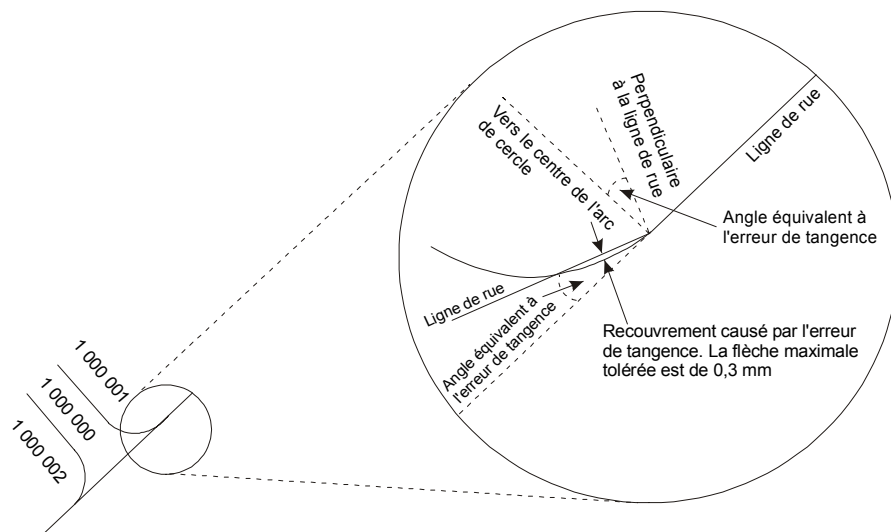 Perpendiculaire
à la ligne de rue
Vers le centre de l'arc
de cercle
Ligne de rue
Angle équivalent à
l'erreur de tangence
Ligne de rue
Angle équivalent à
l'erreur de tangence
Recouvrement causé par l'erreur
de tangence. La flèche maximale
tolérée est de 0,3 mm
1 000 001
1 000 000
1 000 002